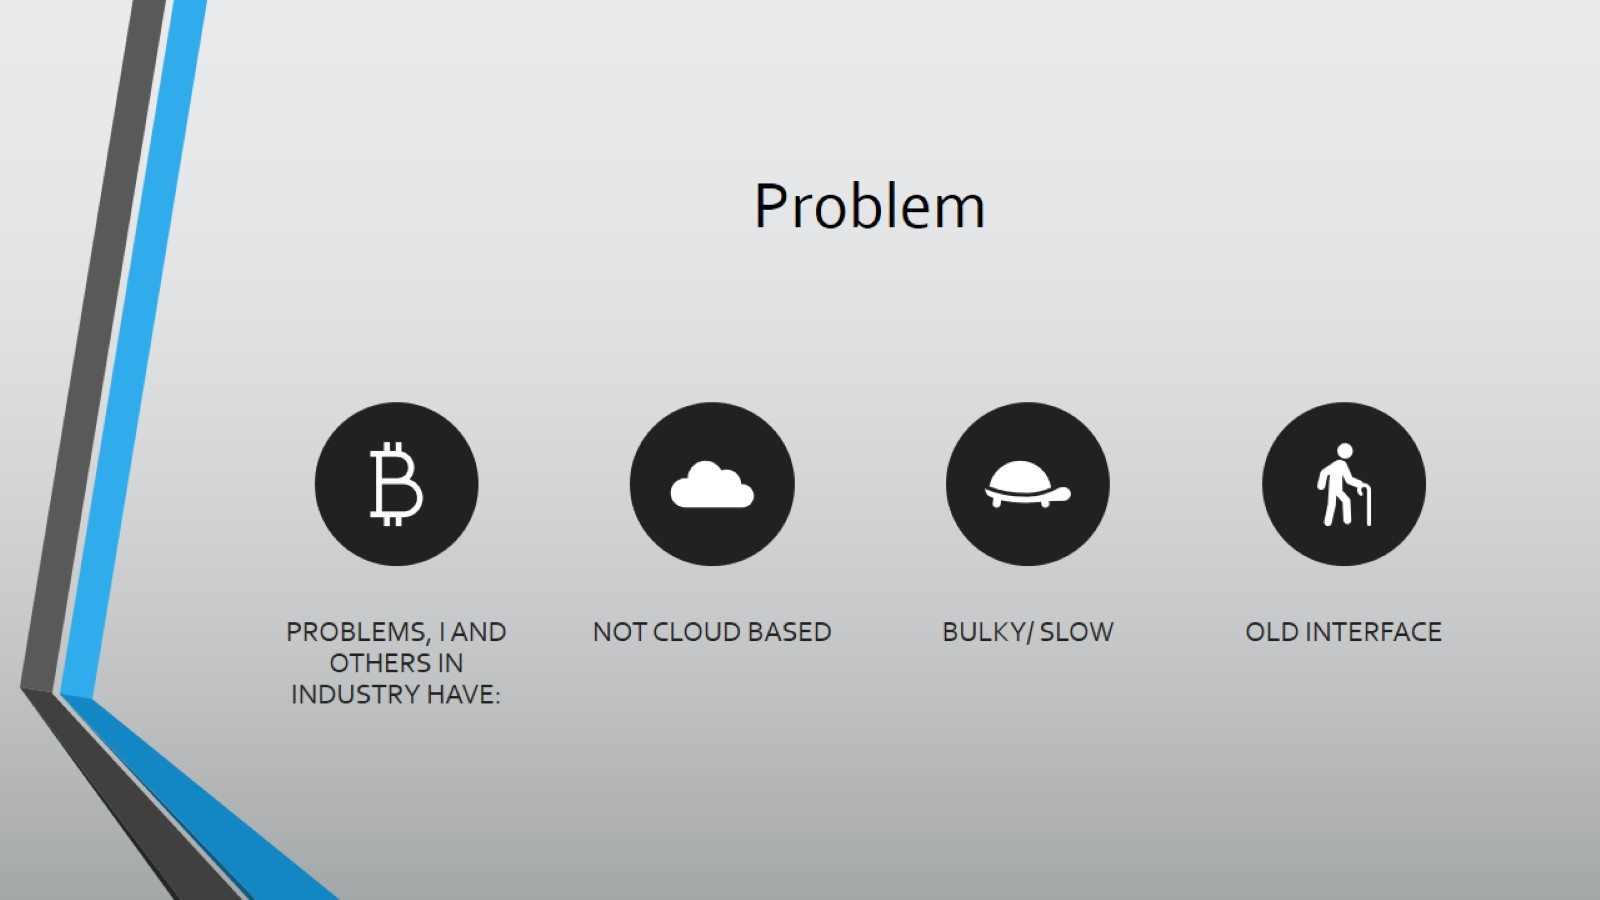 Problem
PROBLEMS, I AND
OTHERS IN
INDUSTRY HAVE:
NOT CLOUD BASED
BULKY/ SLOW
OLD INTERFACE